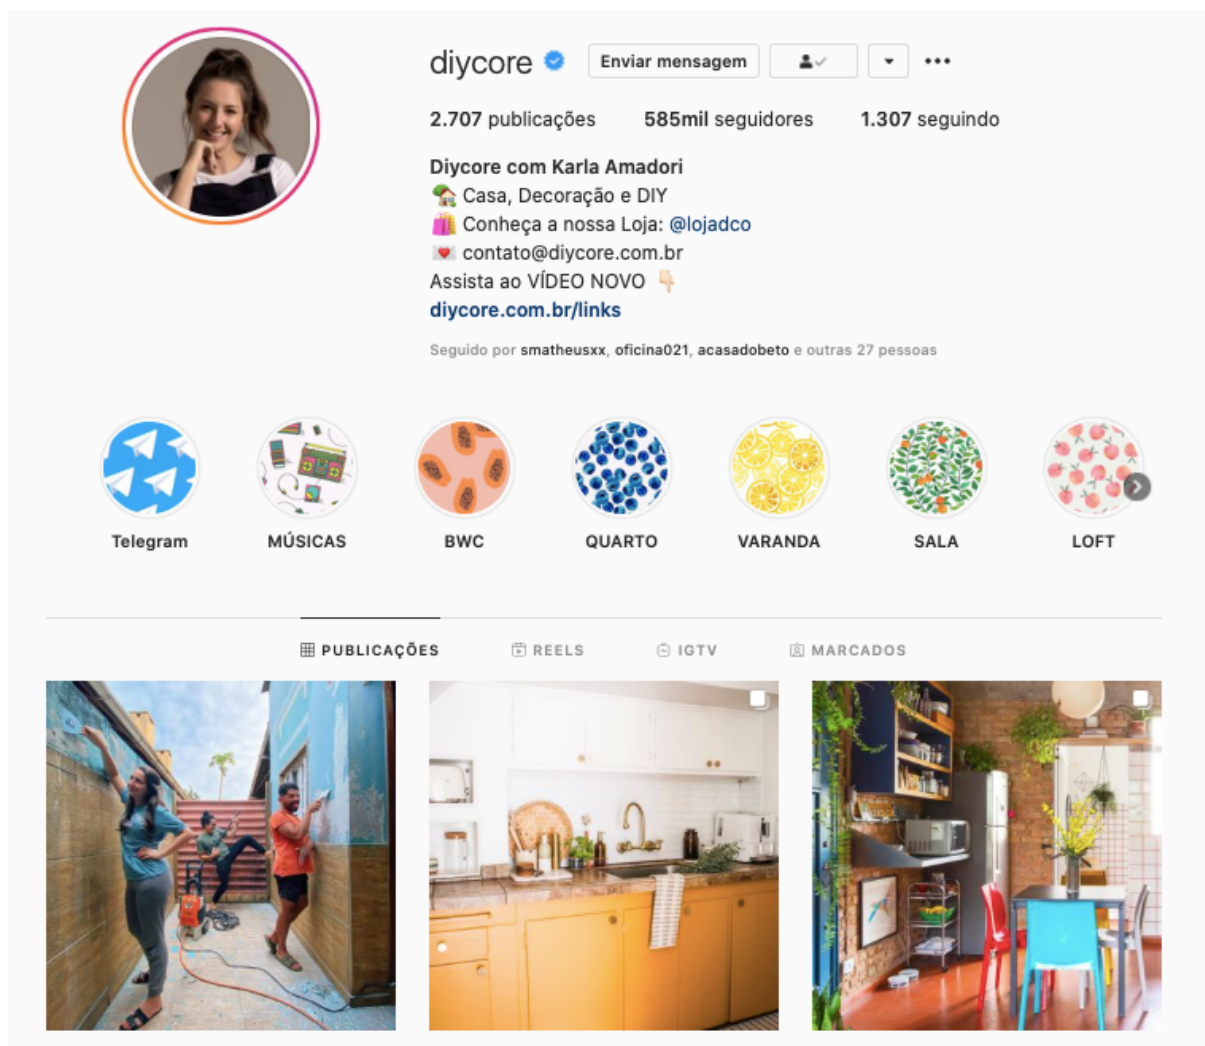 diycore Enviar mensagem
2.707 publicações 585mil seguidores 1.307 seguindo
Diycore com Karla Amadori
🏡 Casa, Decoração e DIY
🛍️ Conheça a nossa Loja: @lojadco
💌 contato@diycore.com.br
Assista ao VÍDEO NOVO 👇🏻
diycore.com.br/links
Seguido por smatheusxx, oficina021, acasadobeto e outras 27 pessoas
Telegram MÚSICAS BWC QUARTO VARANDA SALA LOFT
PUBLICAÇÕES REELS IGTV MARCADOS